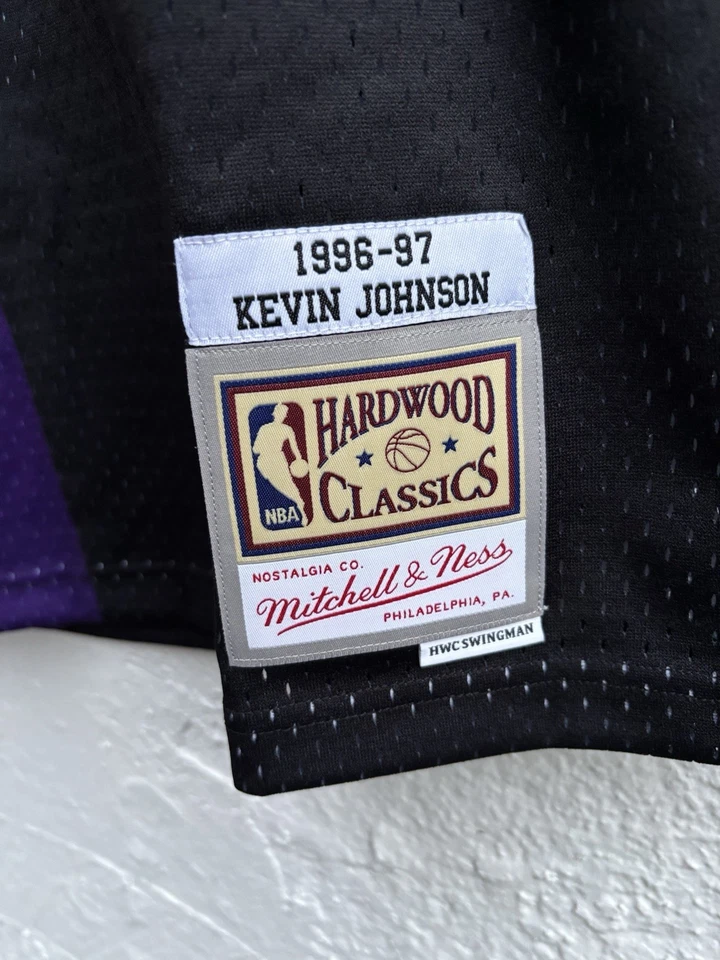 1996-97
KEVIN JOHNSON
HARDWOOD
CLASSICS
NBA
NOSTALGIA CO.
Mitchell & Ness
PHILADELPHIA, PA.
HWC SWINGMAN